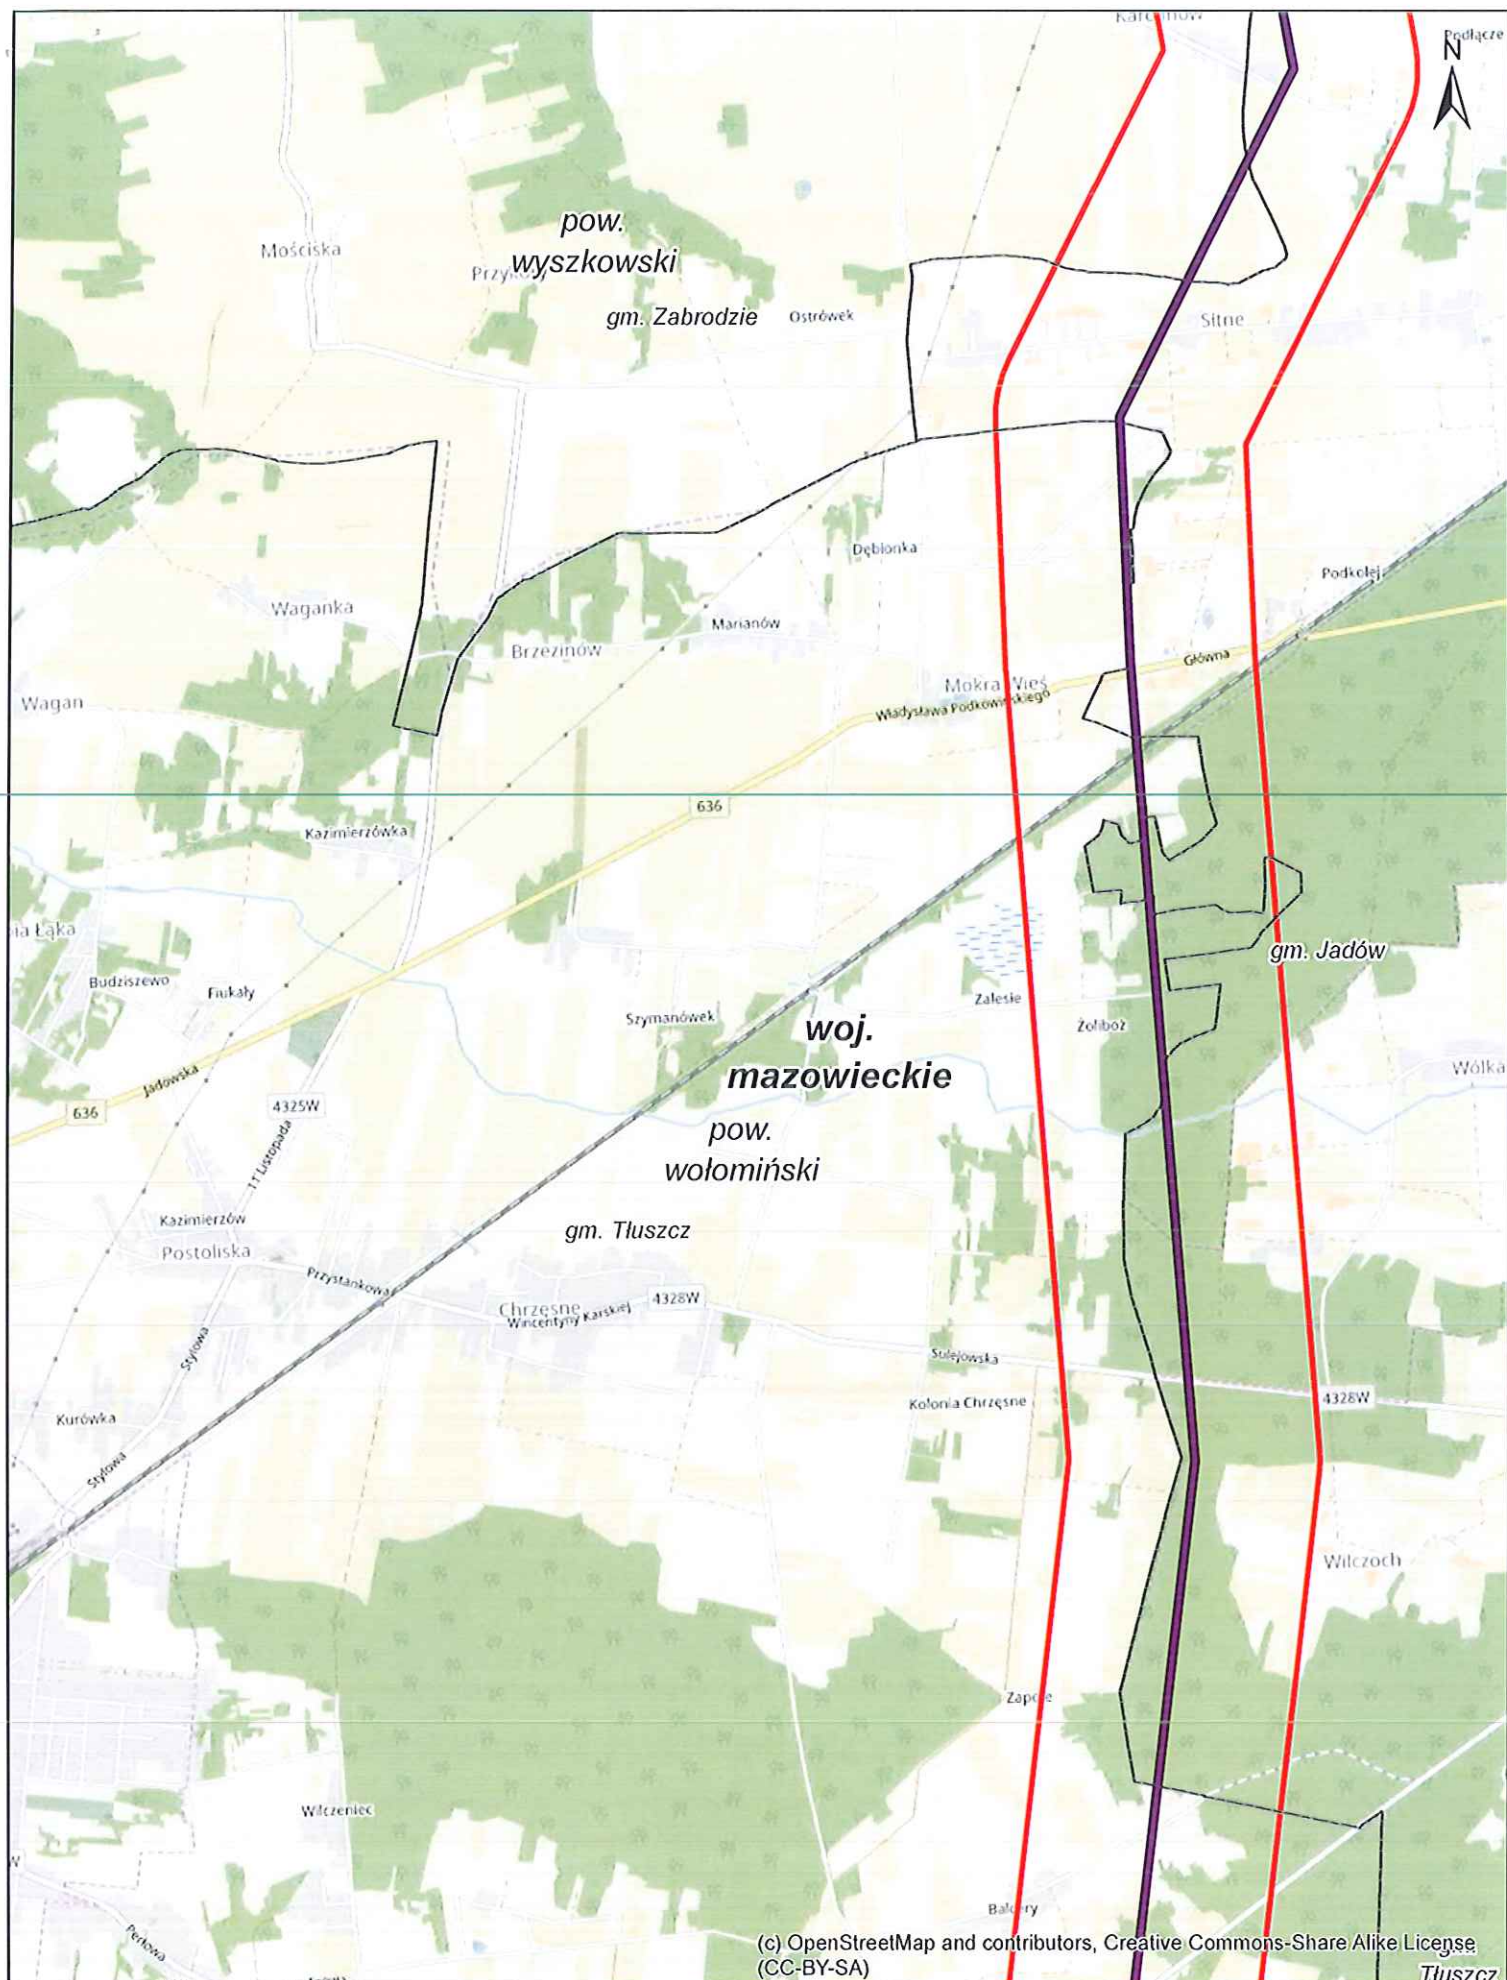 Podłącze
N
pow.
wyszkowski
Mościska
gm. Zabrodzie
Ostrówek
Sitne
Dębionka
Podkolej
Waganka
Marianów
Brzezinów
Główna
Mokra Wieś
Wagan
Władysława Podkowińskiego
636
Kazimierzówka
ia Łąka
gm. Jadów
Budziszewo
Fiukały
Zalesie
Szymanówek
Żoliboż
woj.
mazowieckie
Wólka
Jadowska
636
4325W
pow.
wołomiński
11 Listopada
Kazimierzów
gm. Tłuszcz
Postoliska
Przystankowa
4328W
Chrzęsne
Wincentyny Karskiej
Stylowa
Sulejowska
4328W
Kolonia Chrzęsne
Kurówka
Stylowa
Wilczoch
Wilczeniec
W
Perłowa
(c) OpenStreetMap and contributors, Creative Commons-Share Alike License
(CC-BY-SA)
Tłuszcz